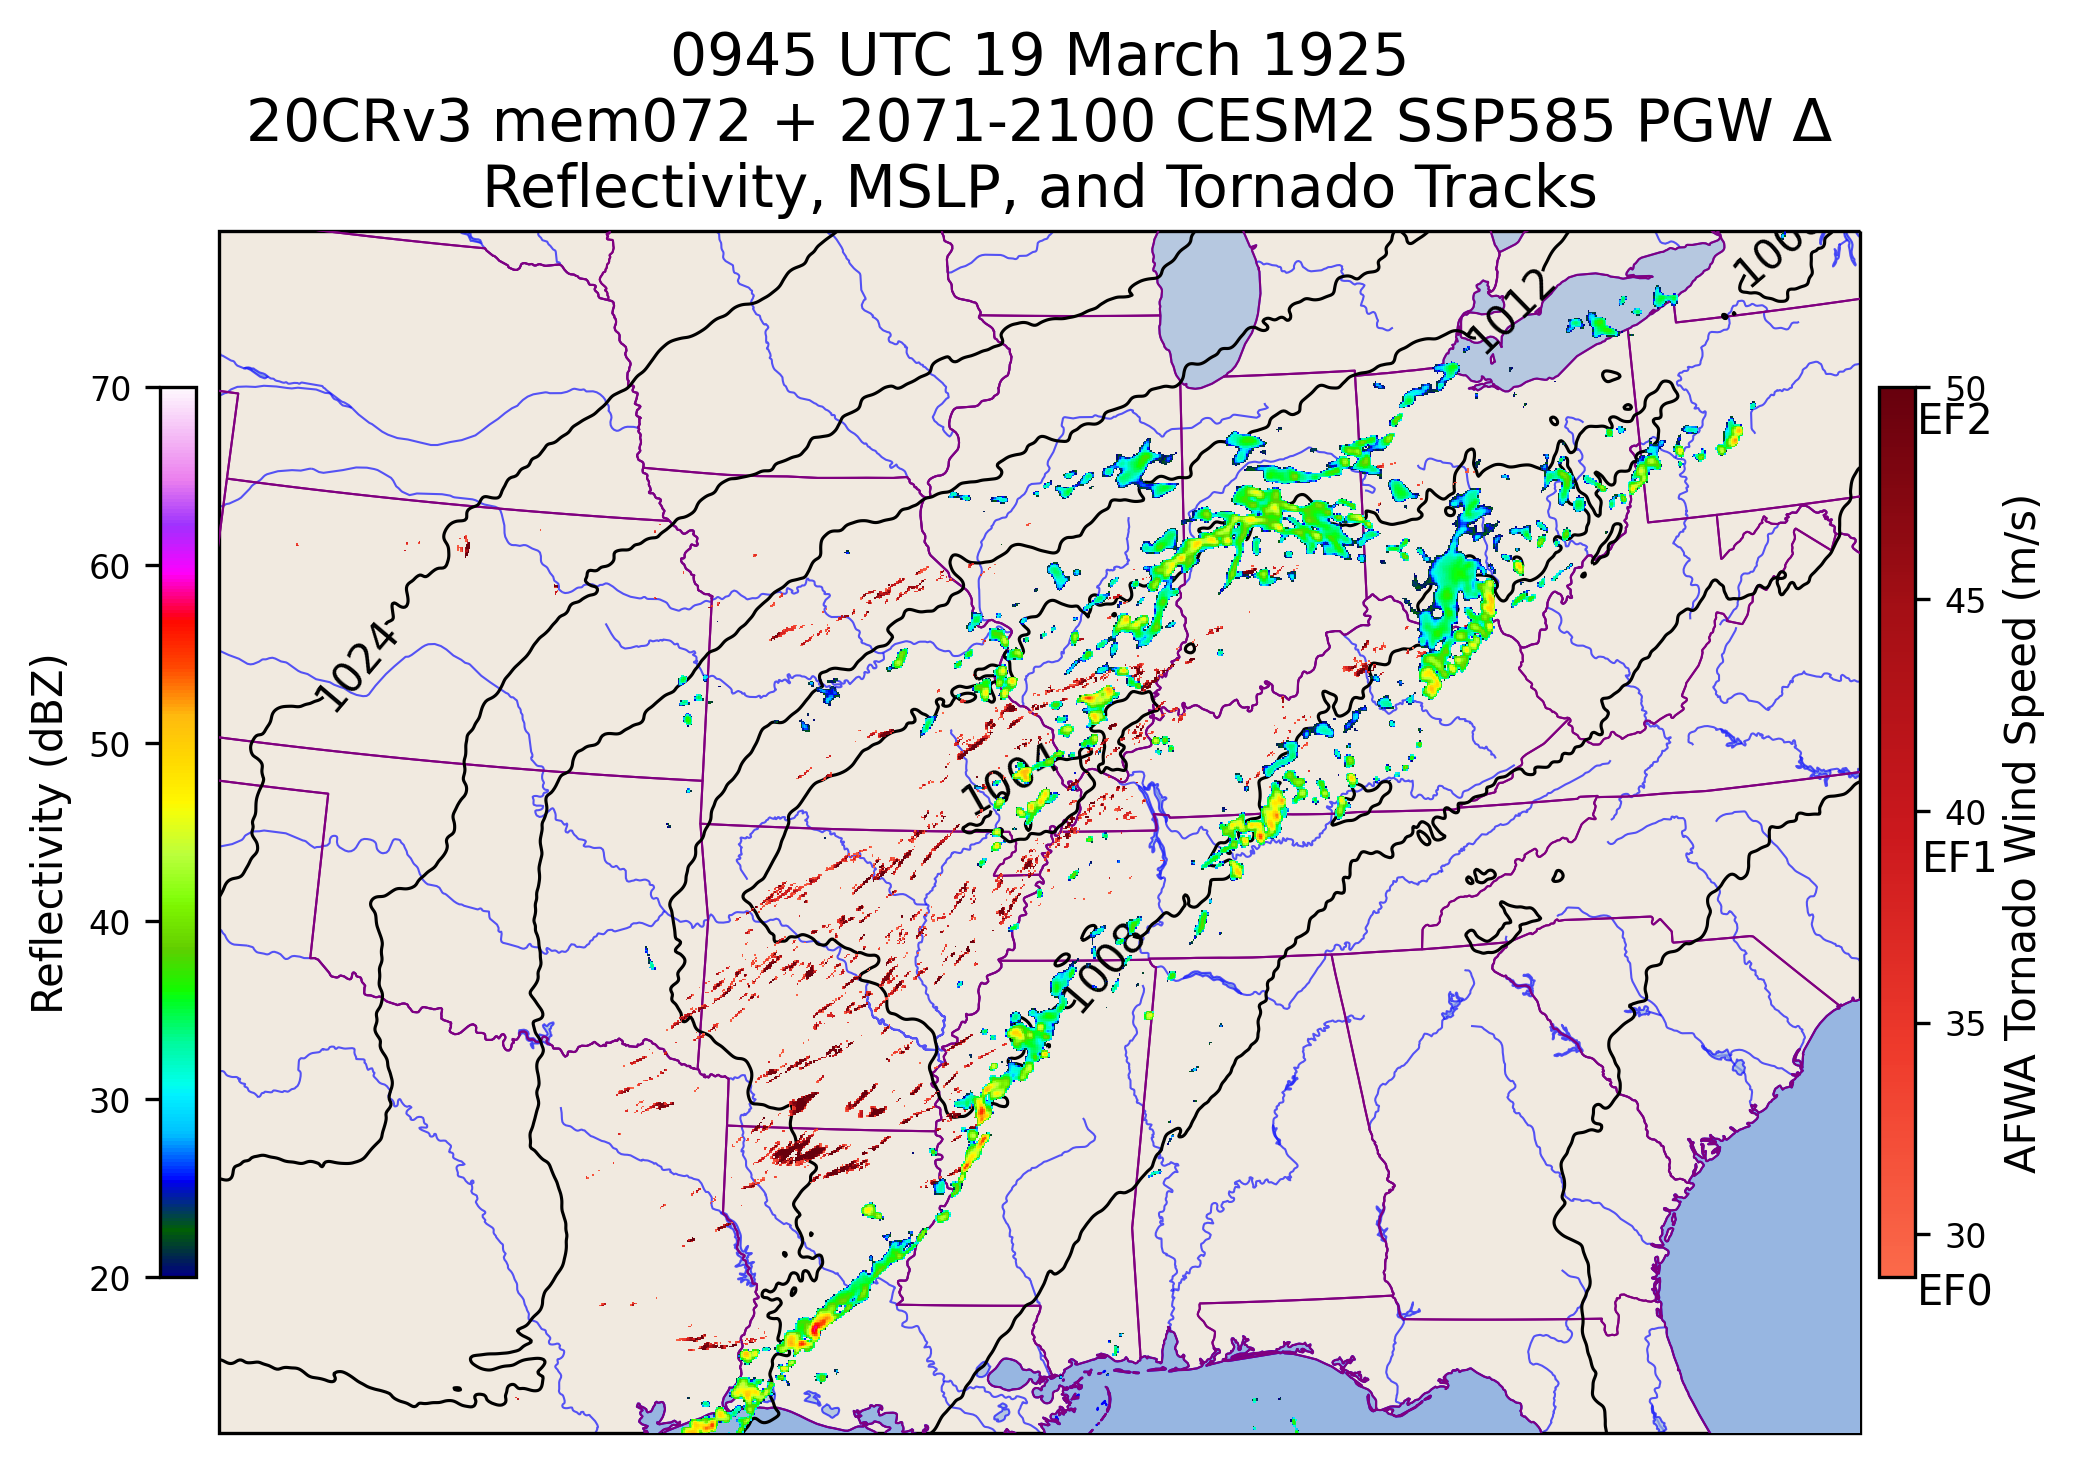 0945 UTC 19 March 1925
20CRv3 mem072 + 2071-2100 CESM2 SSP585 PGW Δ
Reflectivity, MSLP, and Tornado Tracks
70
60
50
40
30
20
Reflectivity (dBZ)
1024
1004
1008
1012
50
EF2
45
40
EF1
35
30
EF0
AFWA Tornado Wind Speed (m/s)